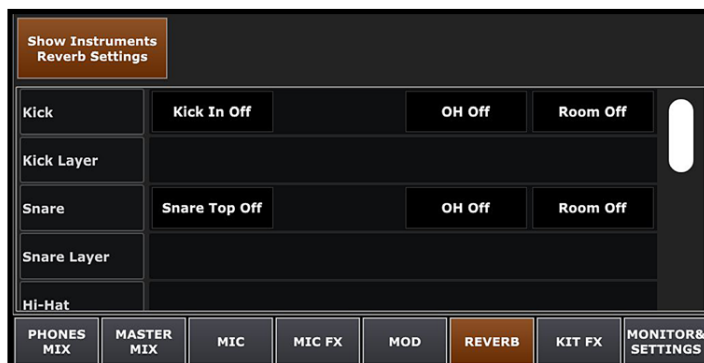 Show Instruments
Reverb Settings
Kick Kick In Off OH Off Room Off
Kick Layer
Snare Snare Top Off OH Off Room Off
Snare Layer
Hi-Hat
PHONES MIX MASTER MIX MIC MIC FX MOD REVERB KIT FX MONITOR& SETTINGS